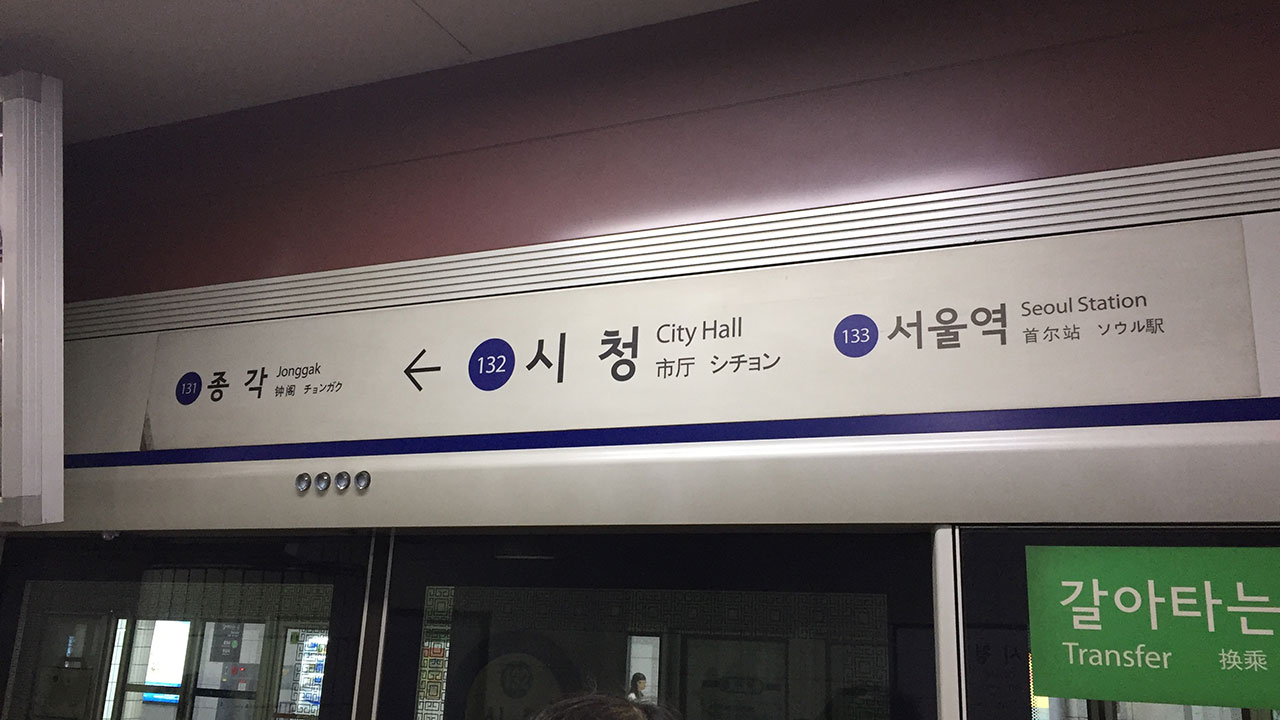 131 종 각 Jonggak
钟阁 チョンガク
← 132 시 청 City Hall
市厅 シチョン
133 서울역 Seoul Station
首尔站 ソウル駅
갈아타는
Transfer 换乘